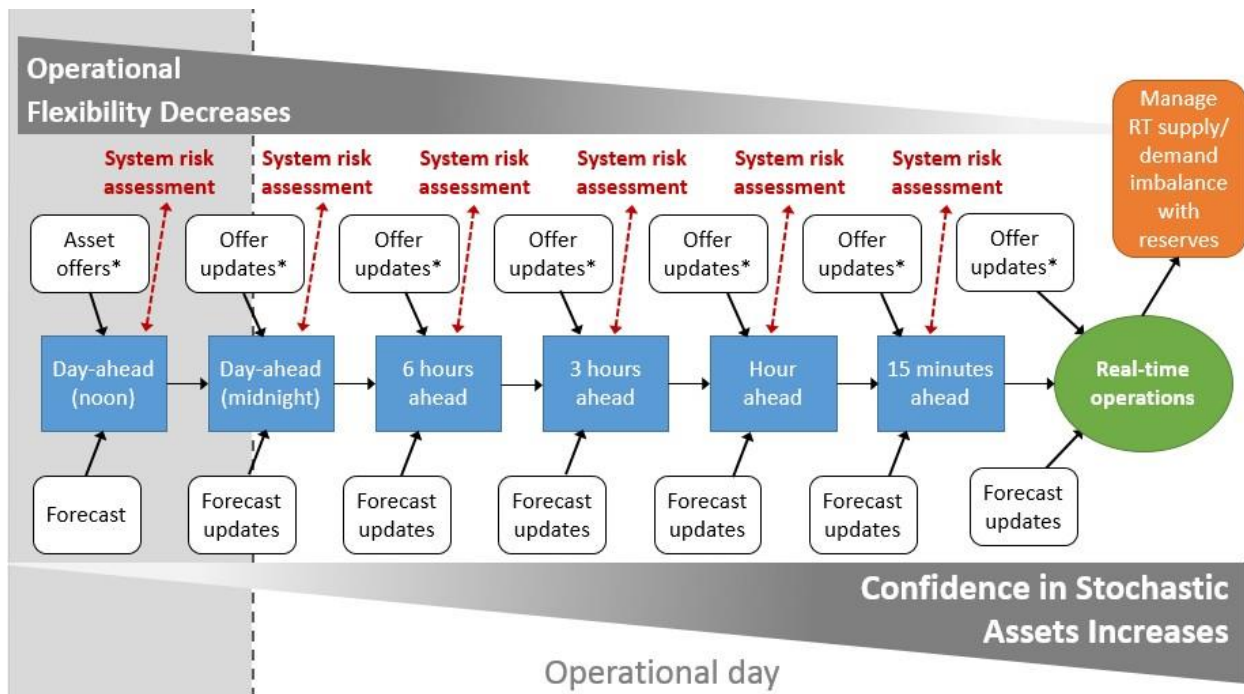 Operational
Flexibility Decreases
Manage
RT supply/
demand
imbalance
with
reserves
System risk
assessment
System risk
assessment
System risk
assessment
System risk
assessment
System risk
assessment
System risk
assessment
Asset
offers*
Offer
updates*
Offer
updates*
Offer
updates*
Offer
updates*
Offer
updates*
Offer
updates*
Day-ahead
(noon)
Day-ahead
(midnight)
6 hours
ahead
3 hours
ahead
Hour
ahead
15 minutes
ahead
Real-time
operations
Forecast
Forecast
updates
Forecast
updates
Forecast
updates
Forecast
updates
Forecast
updates
Forecast
updates
Confidence in Stochastic
Assets Increases
Operational day